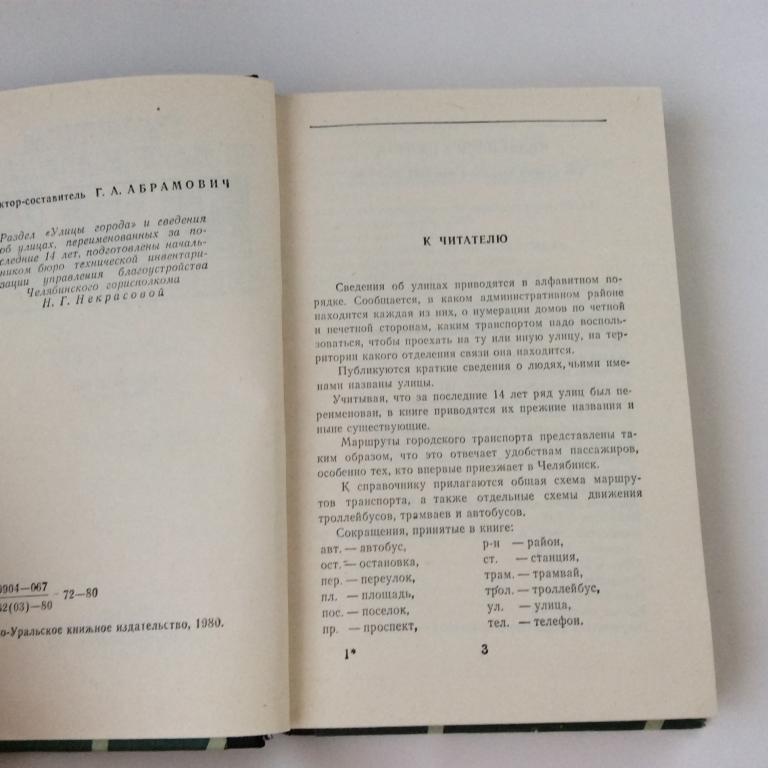 ктор-составитель Г. А. АБРАМОВИЧ
Раздел «Улицы города» и сведения
об улицах, переименованных за по-
следние 14 лет, подготовлены началь-
ником бюро технической инвентари-
зации управления благоустройства
Челябинского горисполкома
Н. Г. Некрасовой
0904—067
62(03)—80
72—80
о-Уральское книжное издательство, 1980.
К ЧИТАТЕЛЮ
Сведения об улицах приводятся в алфавитном по-
рядке. Сообщается, в каком административном районе
находится каждая из них, о нумерации домов по четной
и нечетной сторонам, каким транспортом надо восполь-
зоваться, чтобы проехать на ту или иную улицу, на тер-
ритории какого отделения связи она находится.
Публикуются краткие сведения о людях, чьими име-
нами названы улицы.
Учитывая, что за последние 14 лет ряд улиц был пе-
реименован, в книге приводятся их прежние названия и
ныне существующие.
Маршруты городского транспорта представлены та-
ким образом, что это отвечает удобствам пассажиров,
особенно тех, кто впервые приезжает в Челябинск.
К справочнику прилагаются общая схема маршру-
тов транспорта, а также отдельные схемы движения
троллейбусов, трамваев и автобусов.
Сокращения, принятые в книге:
авт. — автобус,
ост. — остановка,
пер. — переулок,
пл. — площадь,
пос. — поселок,
пр. — проспект,
р-н — район,
ст. — станция,
трам. — трамвай,
трол. — троллейбус,
ул. — улица,
тел. — телефон.
1*
3